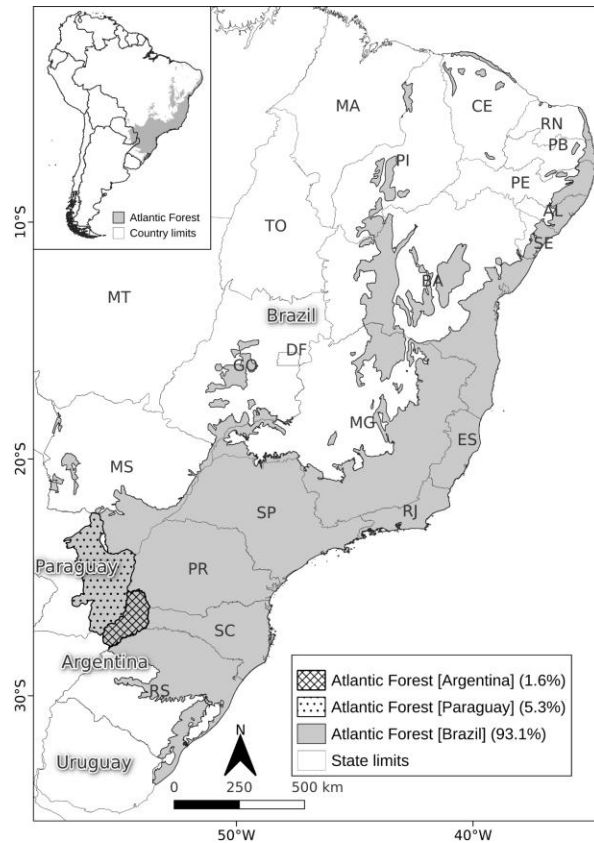 Atlantic Forest
Country limits
MA
CE
RN
PB
PI
PE
AL
SE
TO
10°S
BA
MT
Brazil
DF
GO
MG
ES
20°S
MS
SP
RJ
Paraguay
PR
SC
Argentina
RS
30°S
Uruguay
N
Atlantic Forest [Argentina] (1.6%)
Atlantic Forest [Paraguay] (5.3%)
Atlantic Forest [Brazil] (93.1%)
State limits
0 250 500 km
50°W 40°W